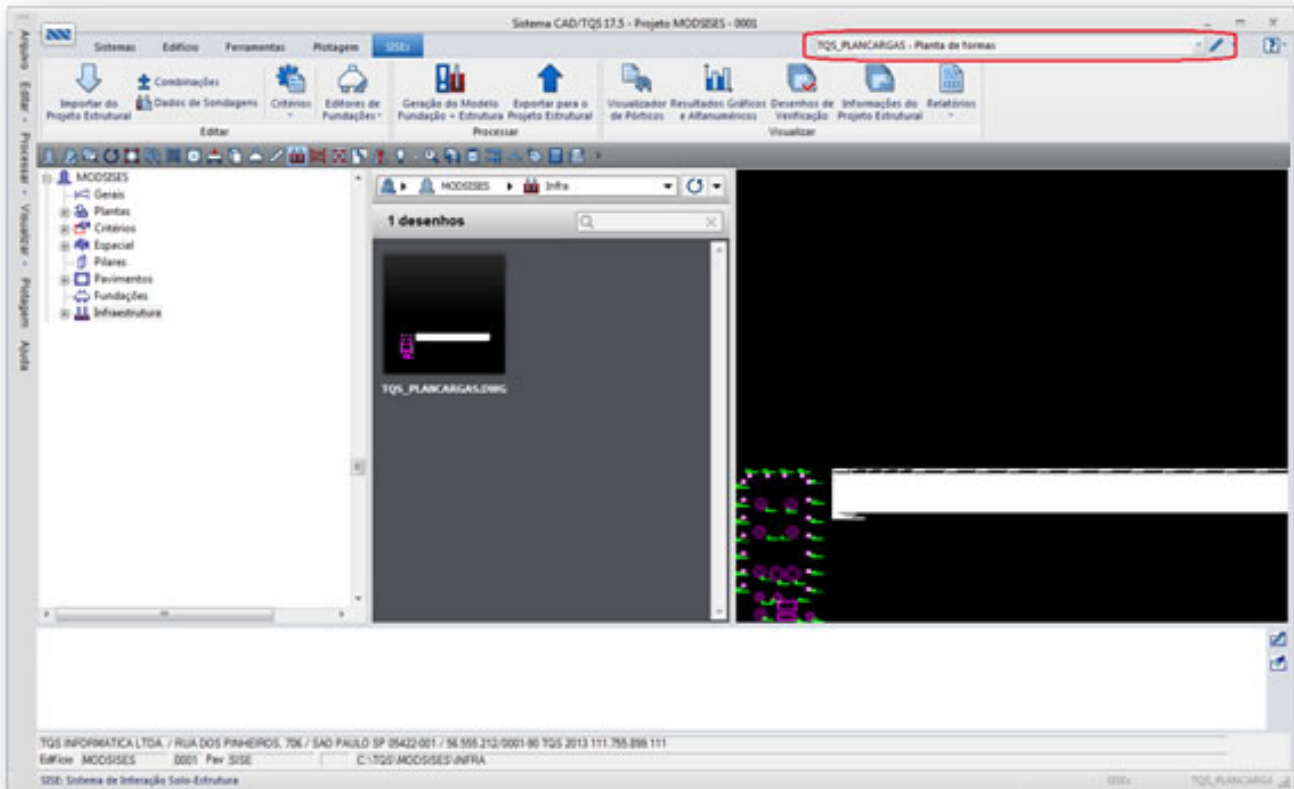 Sistema CAD/TQS 17.5 - Projeto MODSISES - 0001
Sistemas Edifício Ferramentas Plotagem SISEs
TQS_PLANCARGAS - Planta de formas
Importar do Projeto Estrutural
Combinações
Dados de Sondagens
Critérios
Editores de Fundações
Editar
Geração do Modelo Fundação + Estrutura
Exportar para o Projeto Estrutural
Processar
Visualizador de Pórticos
Resultados Gráficos e Alfanuméricos
Desenhos de Verificação
Informações do Projeto Estrutural
Relatórios
Visualizar
Arquivo Editar Processar Visualizar Plotagem Ajuda
MODSISES
Gerais
Plantas
Critérios
Espacial
Pilares
Pavimentos
Fundações
Infraestrutura
MODSISES Infra
1 desenhos
TQS_PLANCARGAS.DWG
TQS INFORMATICA LTDA. / RUA DOS PINHEIROS, 706 / SAO PAULO SP 05422-001 / 56.555.212/0001-90 TQS 2013 111.755.899.111
Edifício MODSISES 0001 Pav SISE C:\TQS\MODSISES\INFRA
SISE: Sistema de Interação Solo-Estrutura
SISEs TQS_PLANCARGA